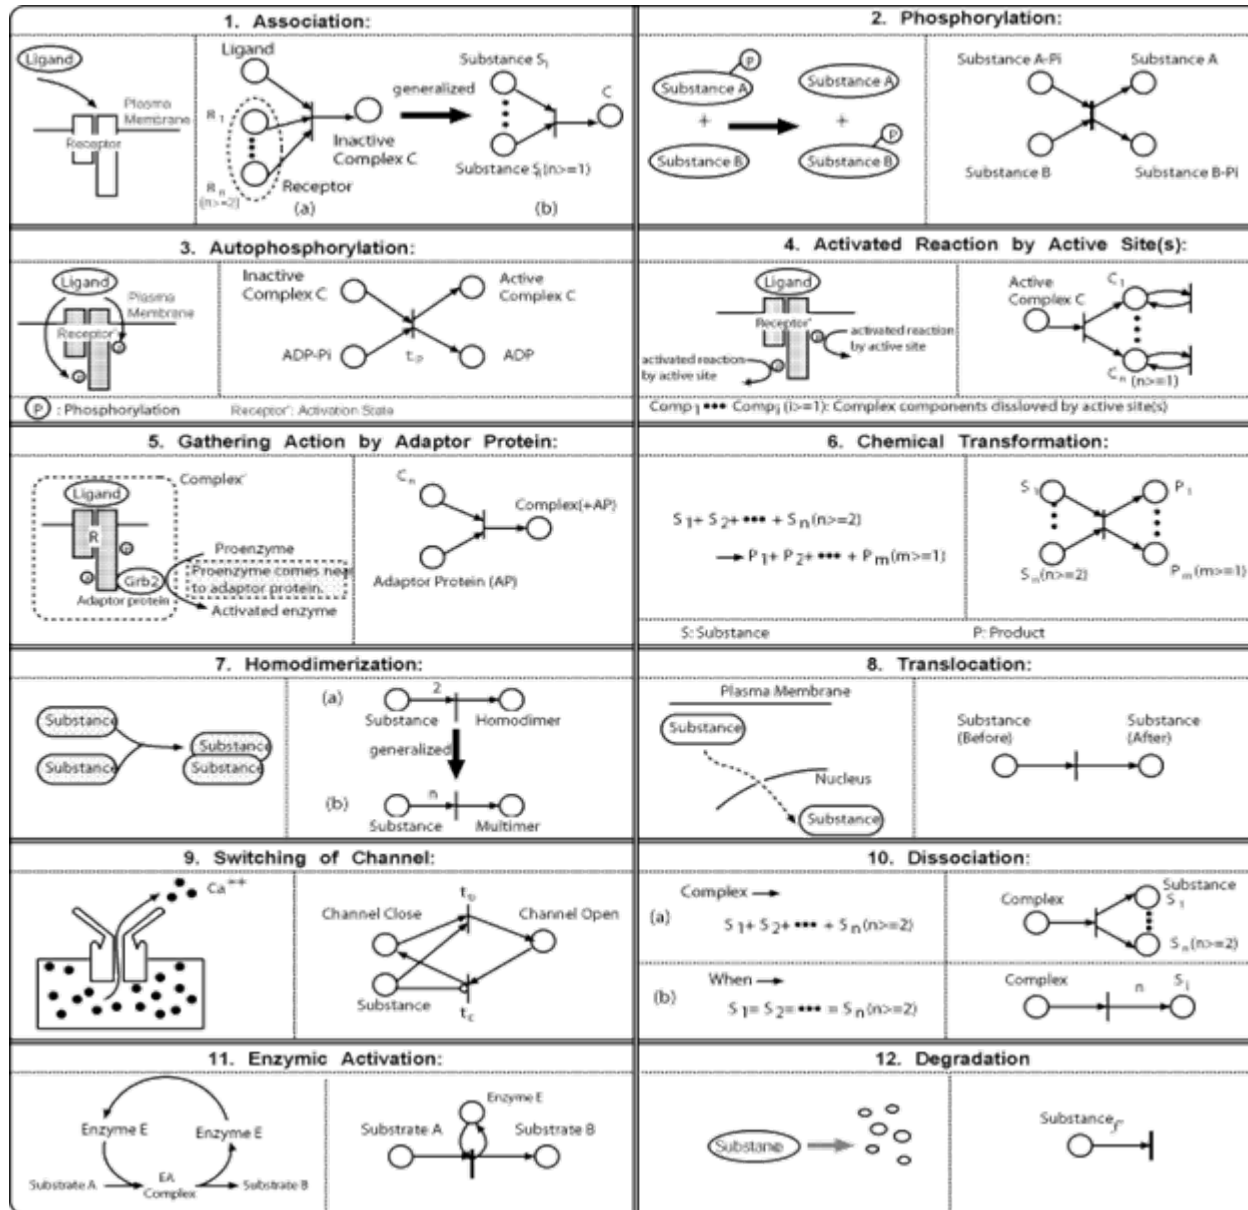 1. Association:
Ligand
Plasma
Membrane
Receptor
(a)
Ligand
R1
Rn
(n>=2)
Receptor
Inactive
Complex C
generalized
(b)
Substance S1
C
Substance Si(n>=1)
2. Phosphorylation:
P
Substance A
+
Substance B
Substance A
+
P
Substance B
Substance A-Pi
Substance A
Substance B
Substance B-Pi
3. Autophosphorylation:
Ligand
Plasma
Membrane
Receptor*
P
P
Inactive
Complex C
Active
Complex C
ADP-Pi
ADP
P : Phosphorylation
Receptor*: Activation State
4. Activated Reaction by Active Site(s):
Ligand
Receptor*
P
activated reaction
by active site
activated reaction
by active site
P
Active
Complex C
C1
Cn (n>=1)
Comp1 ••• Compi (i>=1): Complex components dissloved by active site(s)
5. Gathering Action by Adaptor Protein:
Complex*
Ligand
R
P
P
Grb2
Adaptor protein
Proenzyme
Proenzyme comes near
to adaptor protein.
Activated enzyme
Cn
Complex(+AP)
Adaptor Protein (AP)
6. Chemical Transformation:
S1+ S2+ ••• + Sn(n>=2)
P1+ P2+ ••• + Pm(m>=1)
S1
P1
Sn(n>=2)
Pm(m>=1)
S: Substance
P: Product
7. Homodimerization:
Substance
Substance
Substance
Substance
(a)
2
Substance
Homodimer
generalized
(b)
n
Substance
Multimer
8. Translocation:
Plasma Membrane
Substance
Nucleus
Substance
Substance
(Before)
Substance
(After)
9. Switching of Channel:
Ca++
to
Channel Close
Channel Open
Substance
tc
10. Dissociation:
(a)
Complex
S1+ S2+ ••• + Sn(n>=2)
Complex
Substance
S1
Sn(n>=2)
(b)
When
S1= S2= ••• = Sn(n>=2)
Complex
n
Si
11. Enzymic Activation:
Enzyme E
Enzyme E
Substrate A
EA
Complex
Substrate B
Enzyme E
Substrate A
Substrate B
12. Degradation
Substance
Substance